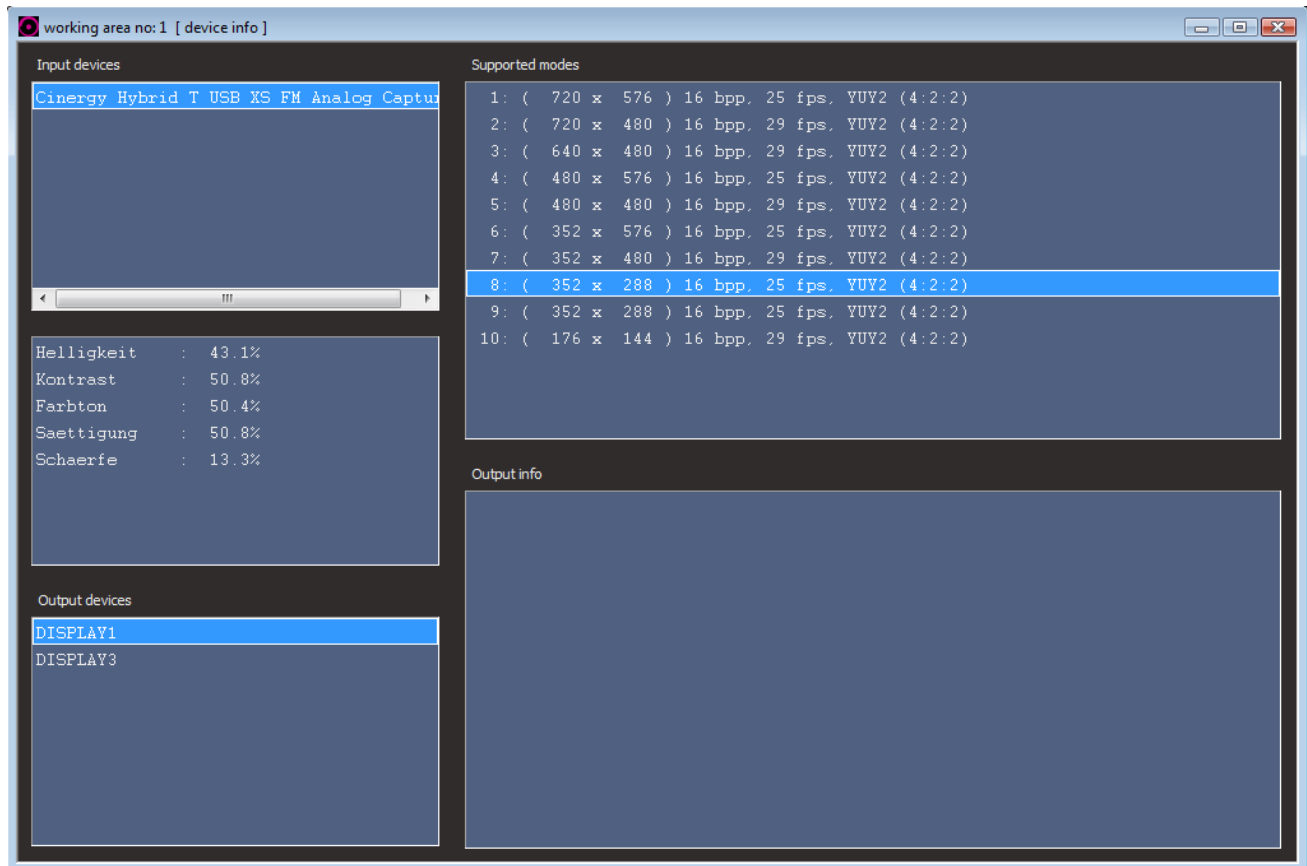 working area no: 1 [ device info ]
Input devices
Cinergy Hybrid T USB XS FM Analog Captur
Helligkeit : 43.1%
Kontrast : 50.8%
Farbton : 50.4%
Saettigung : 50.8%
Schaerfe : 13.3%
Output devices
DISPLAY1
DISPLAY3
Supported modes
1: ( 720 x 576 ) 16 bpp, 25 fps, YUY2 (4:2:2)
2: ( 720 x 480 ) 16 bpp, 29 fps, YUY2 (4:2:2)
3: ( 640 x 480 ) 16 bpp, 29 fps, YUY2 (4:2:2)
4: ( 480 x 576 ) 16 bpp, 25 fps, YUY2 (4:2:2)
5: ( 480 x 480 ) 16 bpp, 29 fps, YUY2 (4:2:2)
6: ( 352 x 576 ) 16 bpp, 25 fps, YUY2 (4:2:2)
7: ( 352 x 480 ) 16 bpp, 29 fps, YUY2 (4:2:2)
8: ( 352 x 288 ) 16 bpp, 25 fps, YUY2 (4:2:2)
9: ( 352 x 288 ) 16 bpp, 25 fps, YUY2 (4:2:2)
10: ( 176 x 144 ) 16 bpp, 29 fps, YUY2 (4:2:2)
Output info